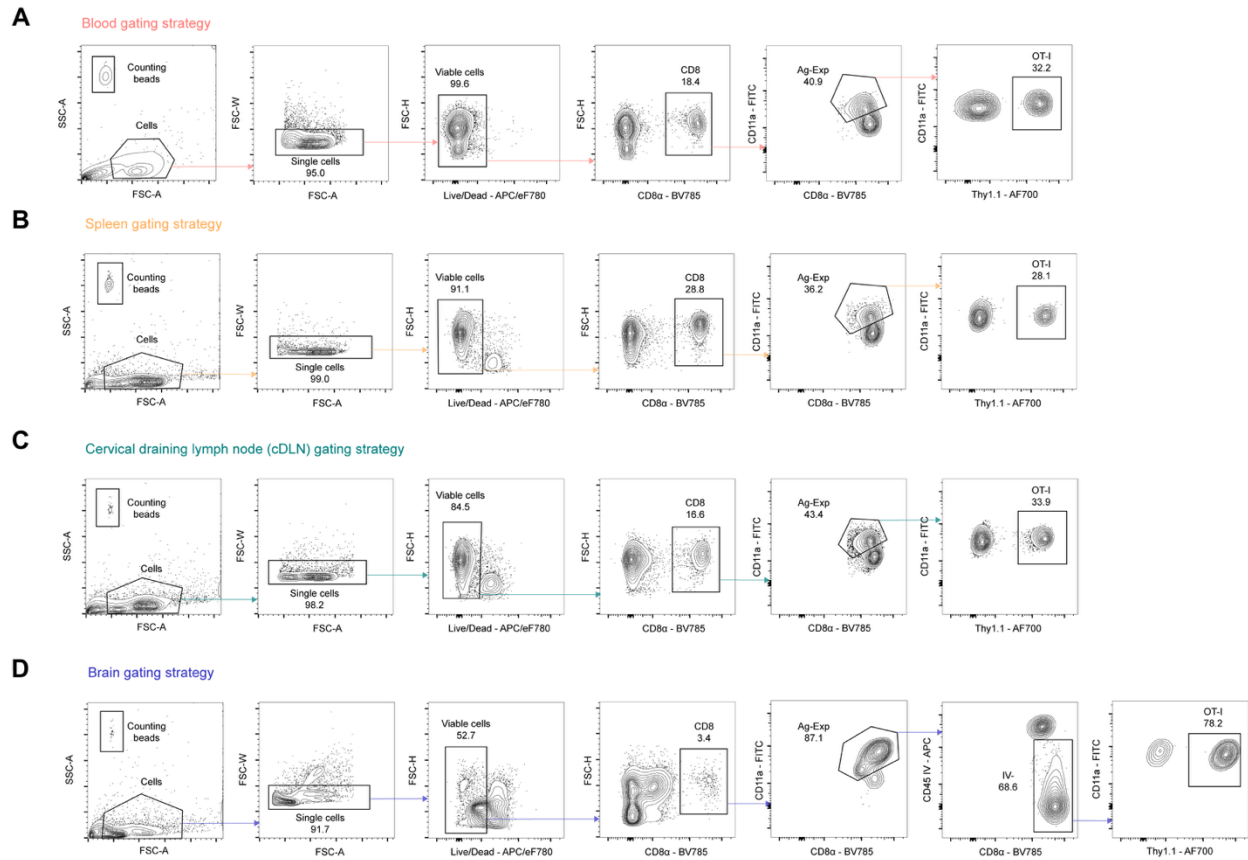 A
Blood gating strategy
Counting
beads
Cells
SSC-A
FSC-A
FSC-W
Single cells
95.0
FSC-A
Viable cells
99.6
FSC-H
Live/Dead - APC/eF780
CD8
18.4
FSC-H
CD8α - BV785
Ag-Exp
40.9
CD11a - FITC
CD8α - BV785
OT-I
32.2
CD11a - FITC
Thy1.1 - AF700
B
Spleen gating strategy
Counting
beads
Cells
SSC-A
FSC-A
FSC-W
Single cells
99.0
FSC-A
Viable cells
91.1
FSC-H
Live/Dead - APC/eF780
CD8
28.8
FSC-H
CD8α - BV785
Ag-Exp
36.2
CD11a - FITC
CD8α - BV785
OT-I
28.1
CD11a - FITC
Thy1.1 - AF700
C
Cervical draining lymph node (cDLN) gating strategy
Counting
beads
Cells
SSC-A
FSC-A
FSC-W
Single cells
98.2
FSC-A
Viable cells
84.5
FSC-H
Live/Dead - APC/eF780
CD8
16.6
FSC-H
CD8α - BV785
Ag-Exp
43.4
CD11a - FITC
CD8α - BV785
OT-I
33.9
CD11a - FITC
Thy1.1 - AF700
D
Brain gating strategy
Counting
beads
Cells
SSC-A
FSC-A
FSC-W
Single cells
91.7
FSC-A
Viable cells
52.7
FSC-H
Live/Dead - APC/eF780
CD8
3.4
FSC-H
CD8α - BV785
Ag-Exp
87.1
CD11a - FITC
CD8α - BV785
CD45 IV - APC
IV-
68.6
CD8α - BV785
OT-I
78.2
CD11a - FITC
Thy1.1 - AF700